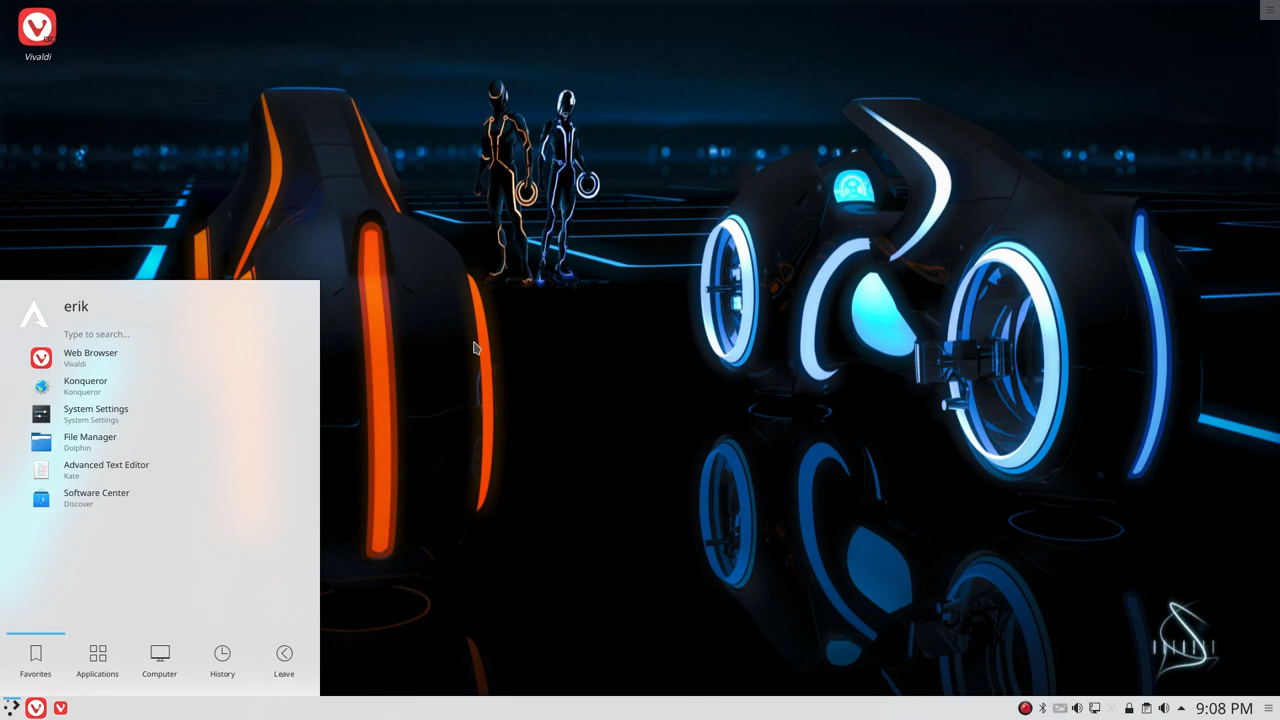 Vivaldi
erik
Type to search...
Web Browser
Vivaldi
Konqueror
Konqueror
System Settings
System Settings
File Manager
Dolphin
Advanced Text Editor
Kate
Software Center
Discover
Favorites
Applications
Computer
History
Leave
9:08 PM